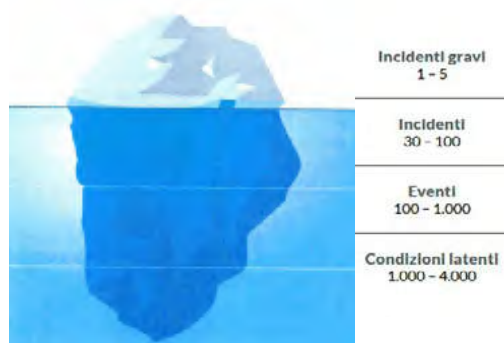 Incidenti gravi
1 – 5
Incidenti
30 – 100
Eventi
100 – 1.000
Condizioni latenti
1.000 – 4.000